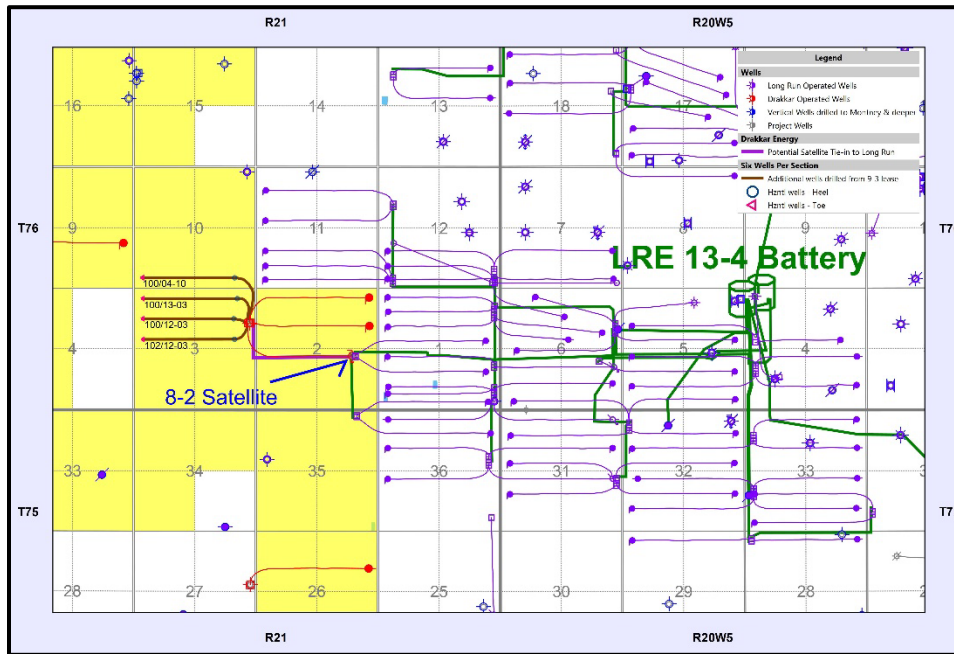 R21
R20W5
Legend
Wells
Long Run Operated Wells
Drakkar Operated Wells
Vertical Wells drilled to Montney & deeper
Project Wells
Drakkar Energy
Potential Satellite Tie-in to Long Run
Six Wells Per Section
Additional wells drilled from 9-3 lease
Hzntl wells - Heel
Hzntl wells - Toe
16 15 14 13 17
T76
9 10 11 12 7 8
T7
LRE 13-4 Battery
100/04-10
100/13-03
100/12-03
102/12-03
4 3 2 1 6 5 4
8-2 Satellite
33 34 35 36 31 32 33
T75
T7
28 27 26 25 30 29 28
R21
R20W5